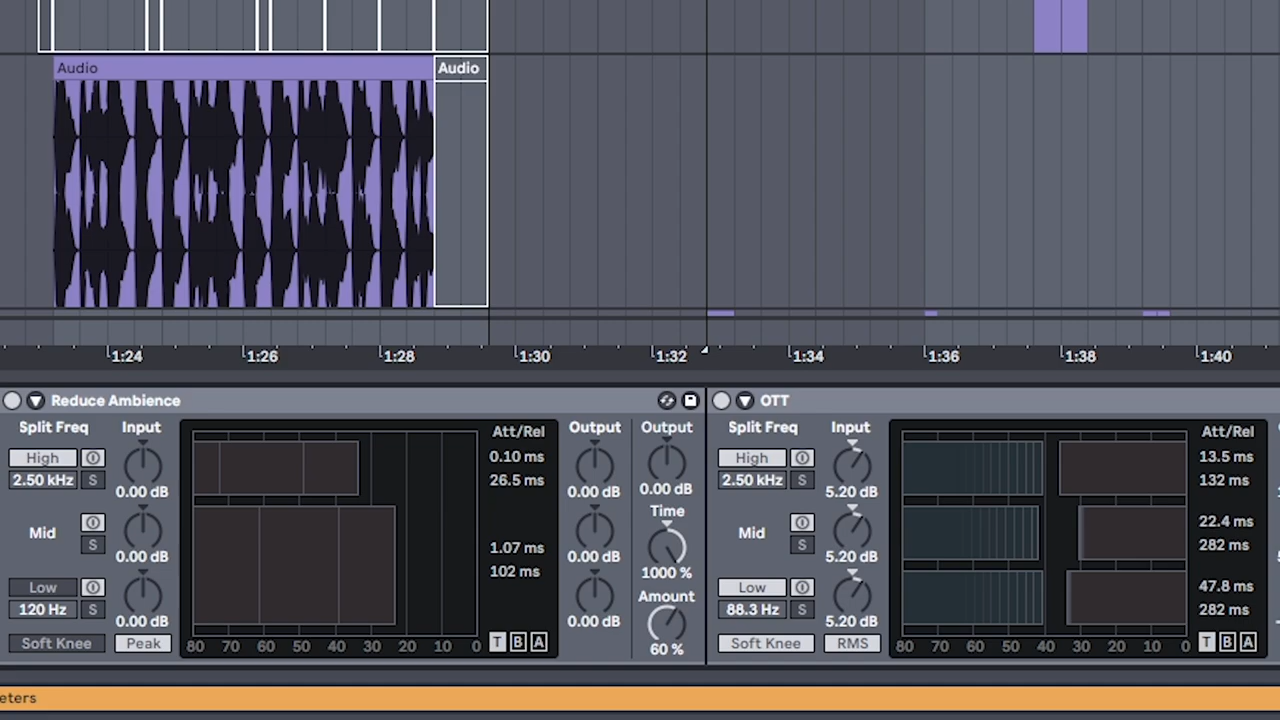 Audio
Audio
1:24
1:26
1:28
1:30
1:32
1:34
1:36
1:38
1:40
Reduce Ambience
Split Freq
Input
Att/Rel
Output
Output
High
2.50 kHz
S
0.00 dB
0.10 ms
26.5 ms
0.00 dB
0.00 dB
Time
Mid
S
0.00 dB
1.07 ms
102 ms
0.00 dB
1000 %
Amount
Low
120 Hz
S
0.00 dB
0.00 dB
60 %
Soft Knee
Peak
80 70 60 50 40 30 20 10 0
T B A
OTT
Split Freq
Input
Att/Rel
High
2.50 kHz
S
5.20 dB
13.5 ms
132 ms
Mid
S
5.20 dB
22.4 ms
282 ms
Low
88.3 Hz
S
5.20 dB
47.8 ms
282 ms
Soft Knee
RMS
80 70 60 50 40 30 20 10 0
T B A
eters